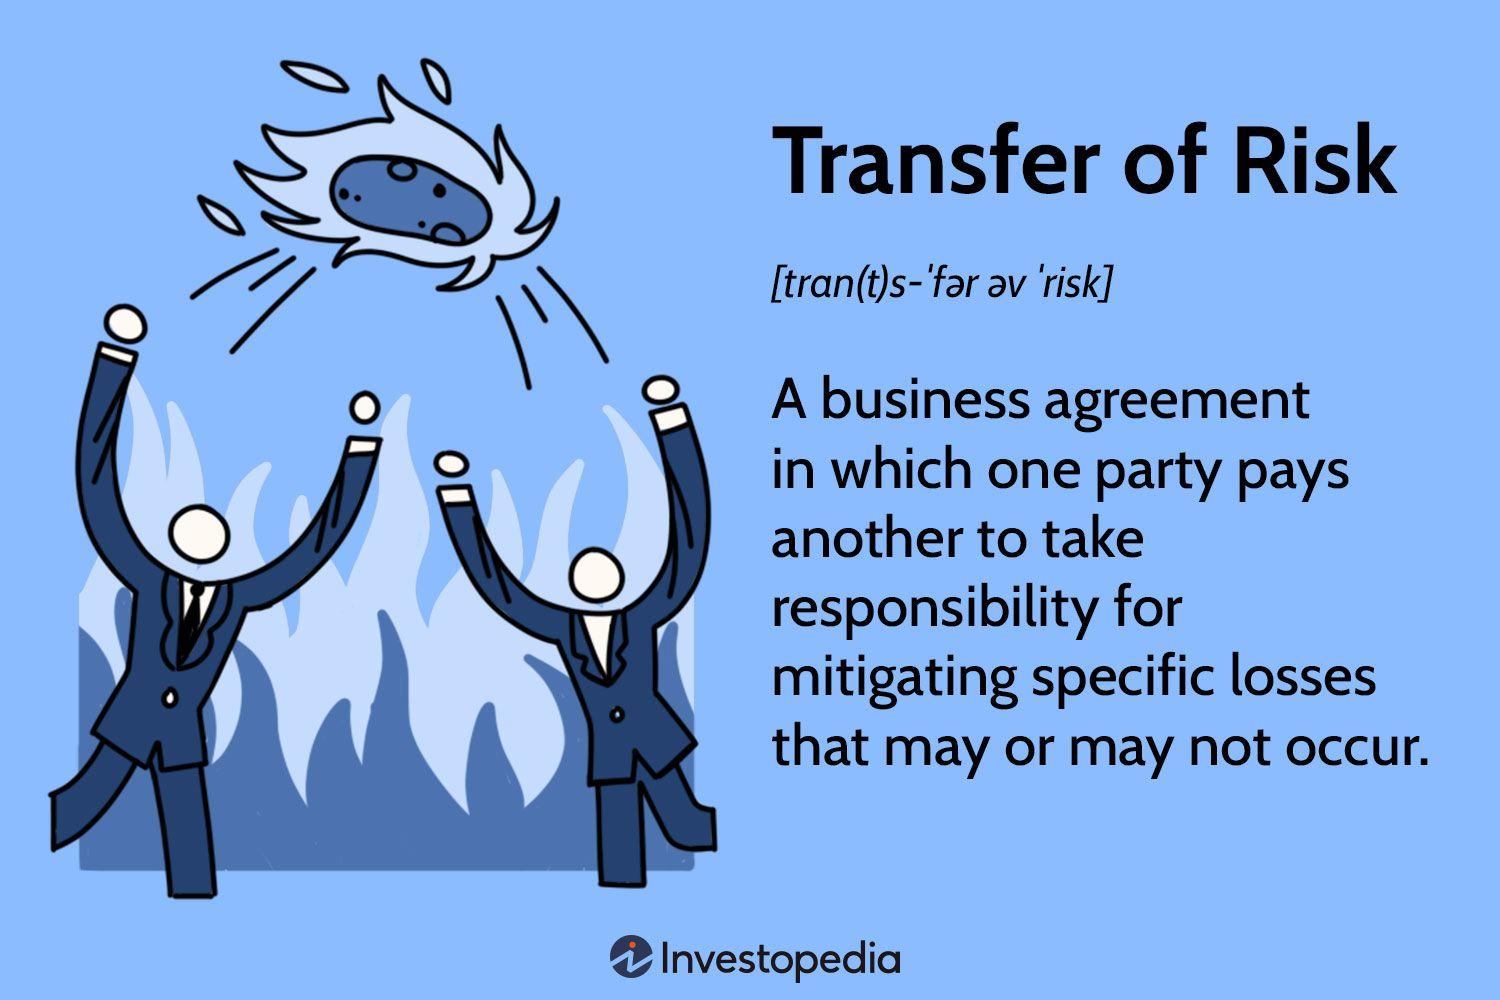 Transfer of Risk
[tran(t)s-ˈfər əv ˈrisk]
A business agreement
in which one party pays
another to take
responsibility for
mitigating specific losses
that may or may not occur.
Investopedia